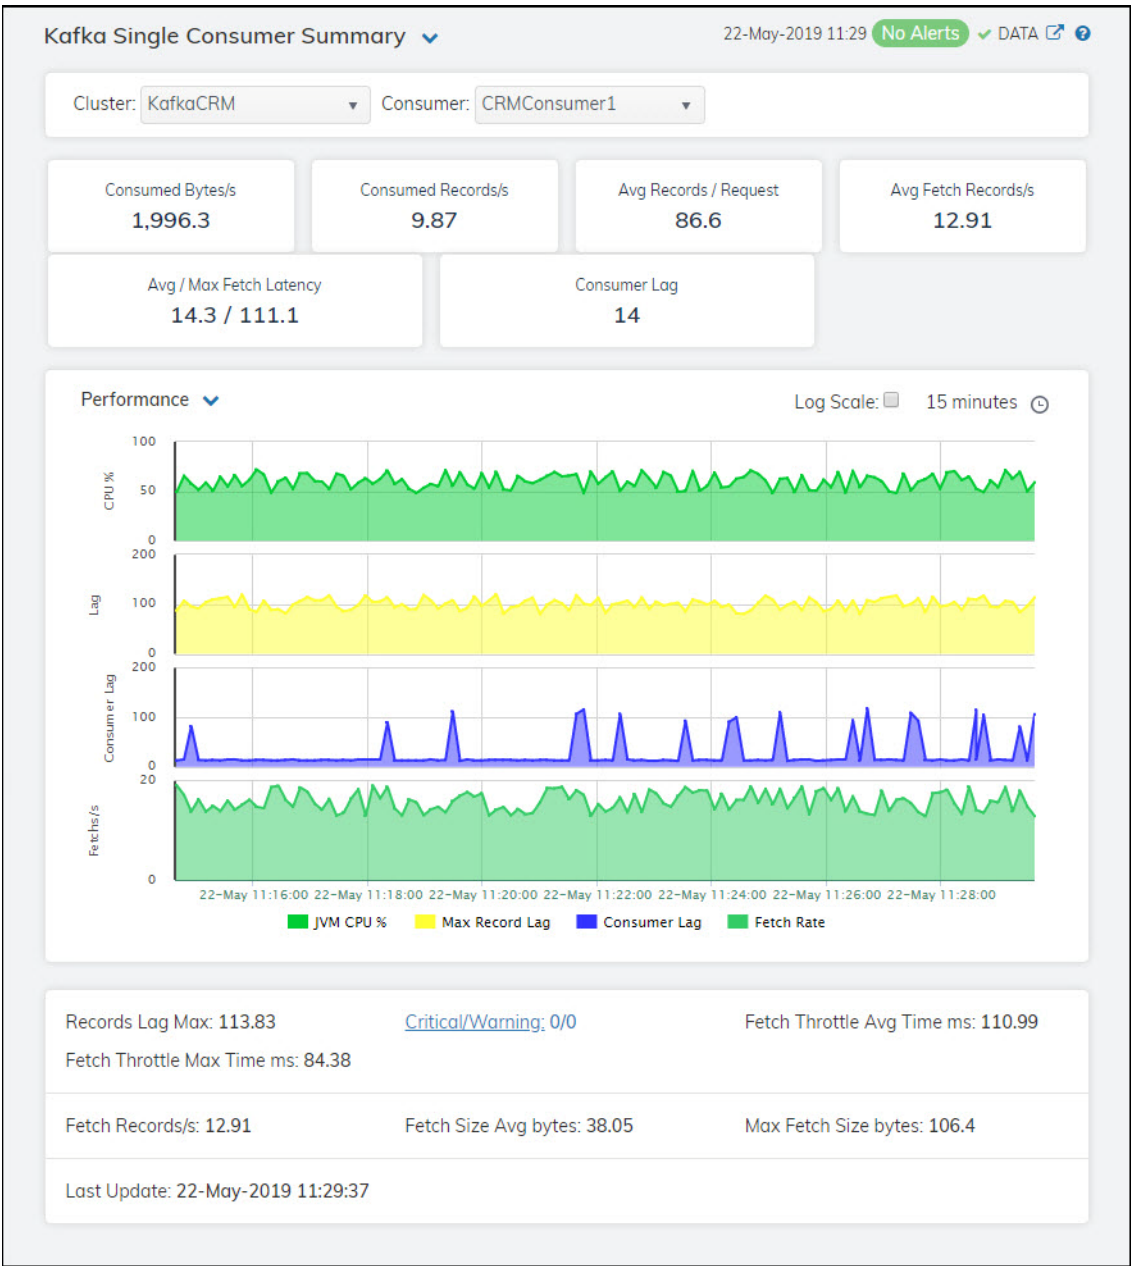 Kafka Single Consumer Summary 22-May-2019 11:29 No Alerts DATA
Cluster: KafkaCRM Consumer: CRMConsumer1
Consumed Bytes/s Consumed Records/s Avg Records / Request Avg Fetch Records/s
1,996.3 9.87 86.6 12.91
Avg / Max Fetch Latency Consumer Lag
14.3 / 111.1 14
Performance Log Scale: 15 minutes
100
CPU %
50
0
200
Lag
100
0
200
Consumer Lag
100
0
20
Fetchs/s
0
22-May 11:16:00 22-May 11:18:00 22-May 11:20:00 22-May 11:22:00 22-May 11:24:00 22-May 11:26:00 22-May 11:28:00
JVM CPU % Max Record Lag Consumer Lag Fetch Rate
Records Lag Max: 113.83 Critical/Warning: 0/0 Fetch Throttle Avg Time ms: 110.99
Fetch Throttle Max Time ms: 84.38
Fetch Records/s: 12.91 Fetch Size Avg bytes: 38.05 Max Fetch Size bytes: 106.4
Last Update: 22-May-2019 11:29:37